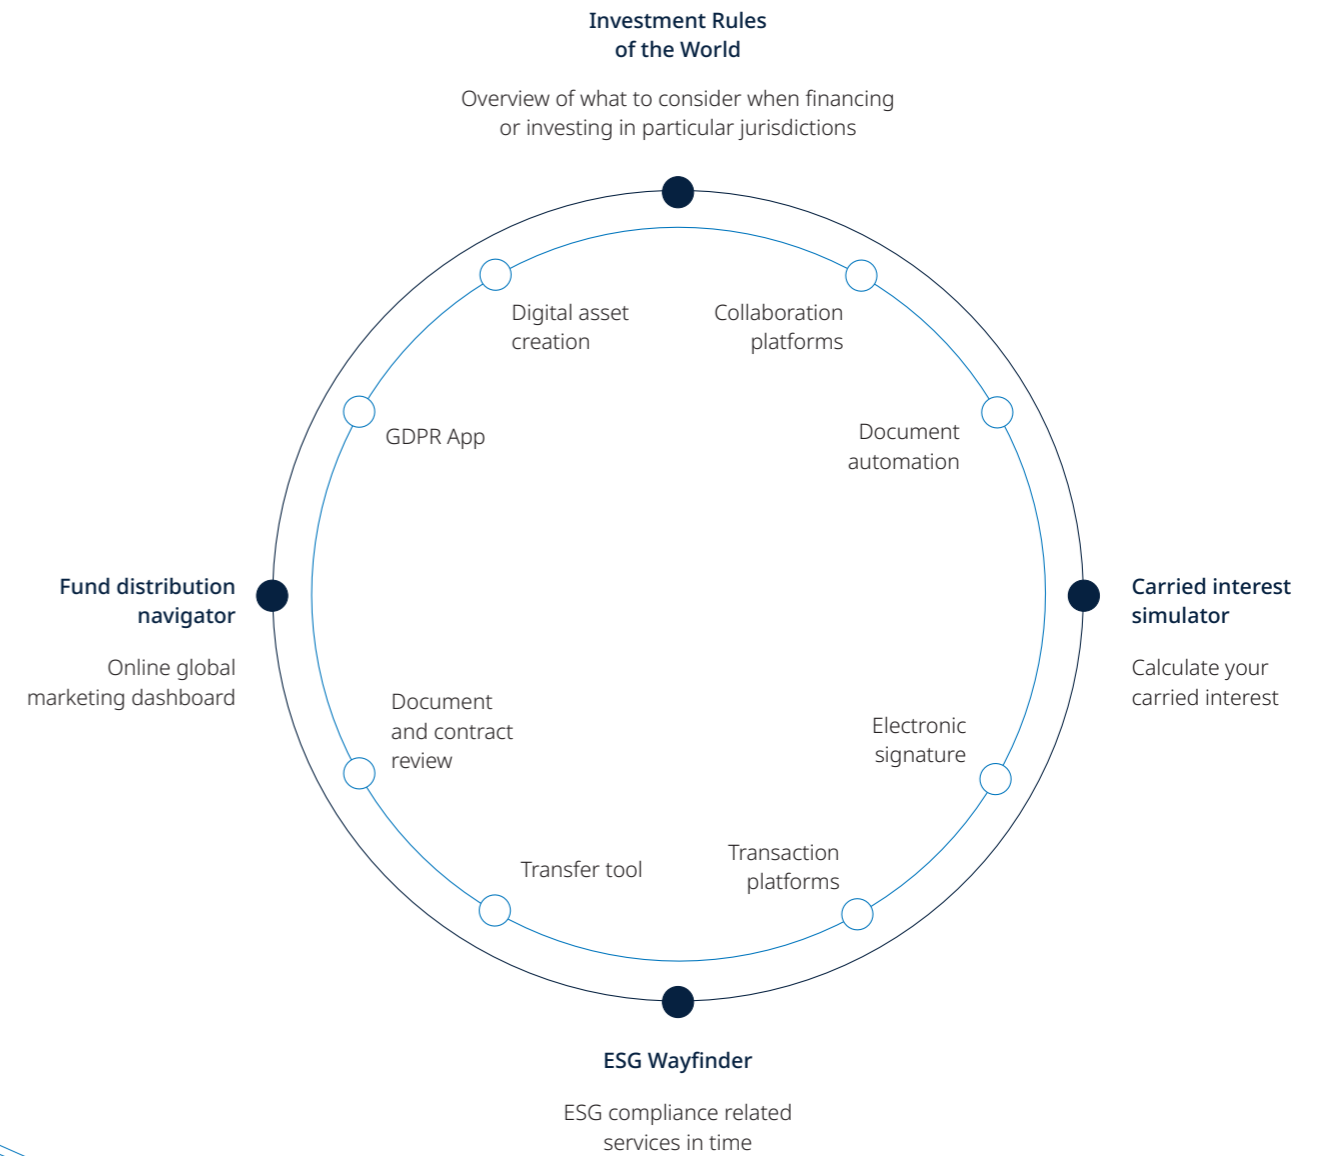 Investment Rules
of the World
Overview of what to consider when financing
or investing in particular jurisdictions
Digital asset
creation
Collaboration
platforms
GDPR App
Document
automation
Fund distribution
navigator
Online global
marketing dashboard
Carried interest
simulator
Calculate your
carried interest
Document
and contract
review
Electronic
signature
Transfer tool
Transaction
platforms
ESG Wayfinder
ESG compliance related
services in time